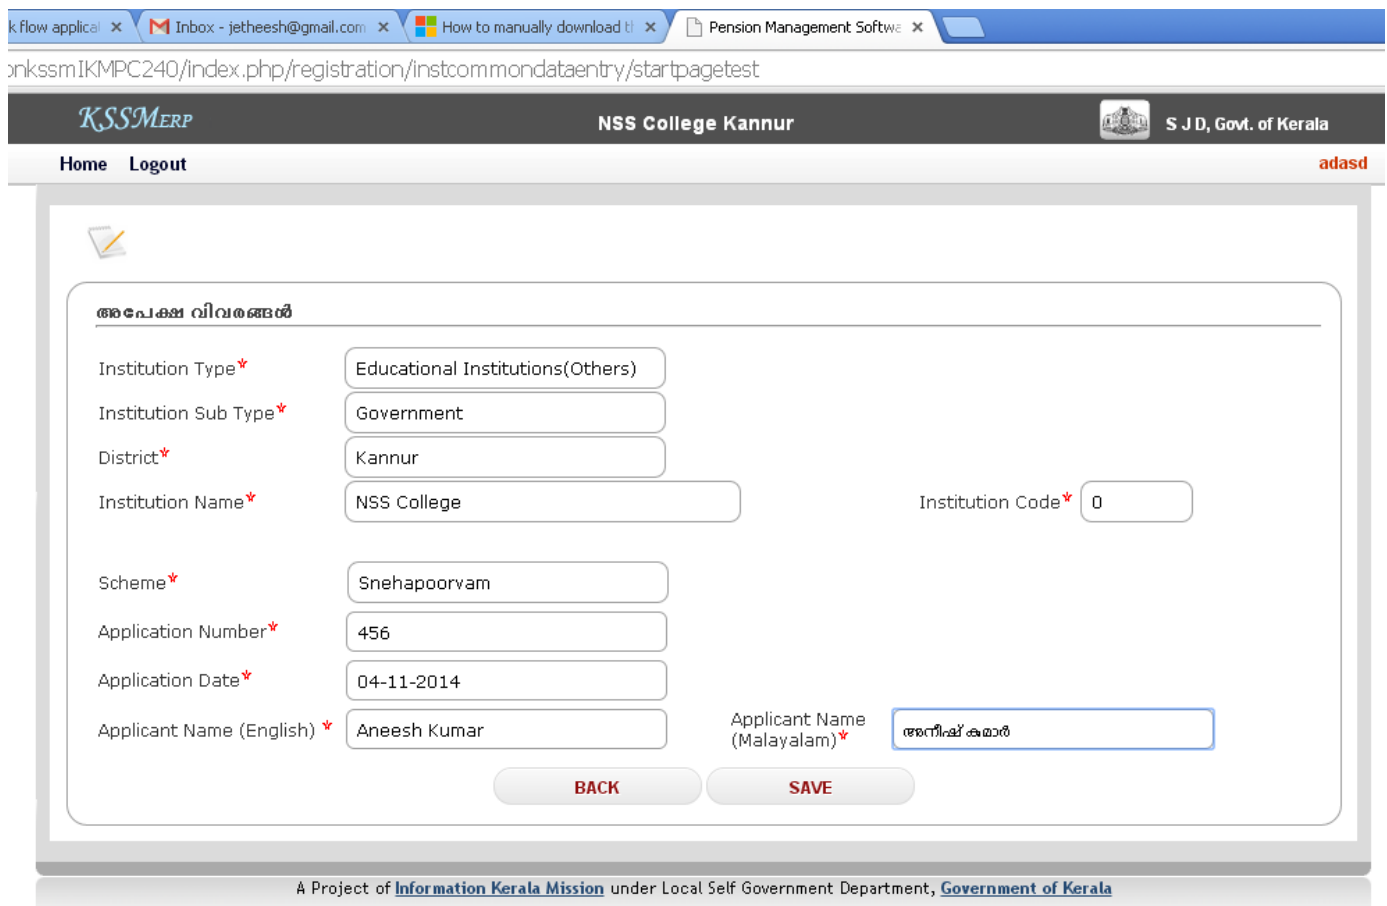 k flow applical Inbox - jetheesh@gmail.com How to manually download tl Pension Management Softwa
onkssmIKMPC240/index.php/registration/instcommondataentry/startpagetest
KSSMERP NSS College Kannur S J D, Govt. of Kerala
Home Logout adasd
അപേക്ഷ വിവരങ്ങൾ
Institution Type* Educational Institutions(Others)
Institution Sub Type* Government
District* Kannur
Institution Name* NSS College Institution Code* 0
Scheme* Snehapoorvam
Application Number* 456
Application Date* 04-11-2014
Applicant Name (English) * Aneesh Kumar Applicant Name (Malayalam)* അനീഷ് കുമാർ
BACK SAVE
A Project of Information Kerala Mission under Local Self Government Department, Government of Kerala